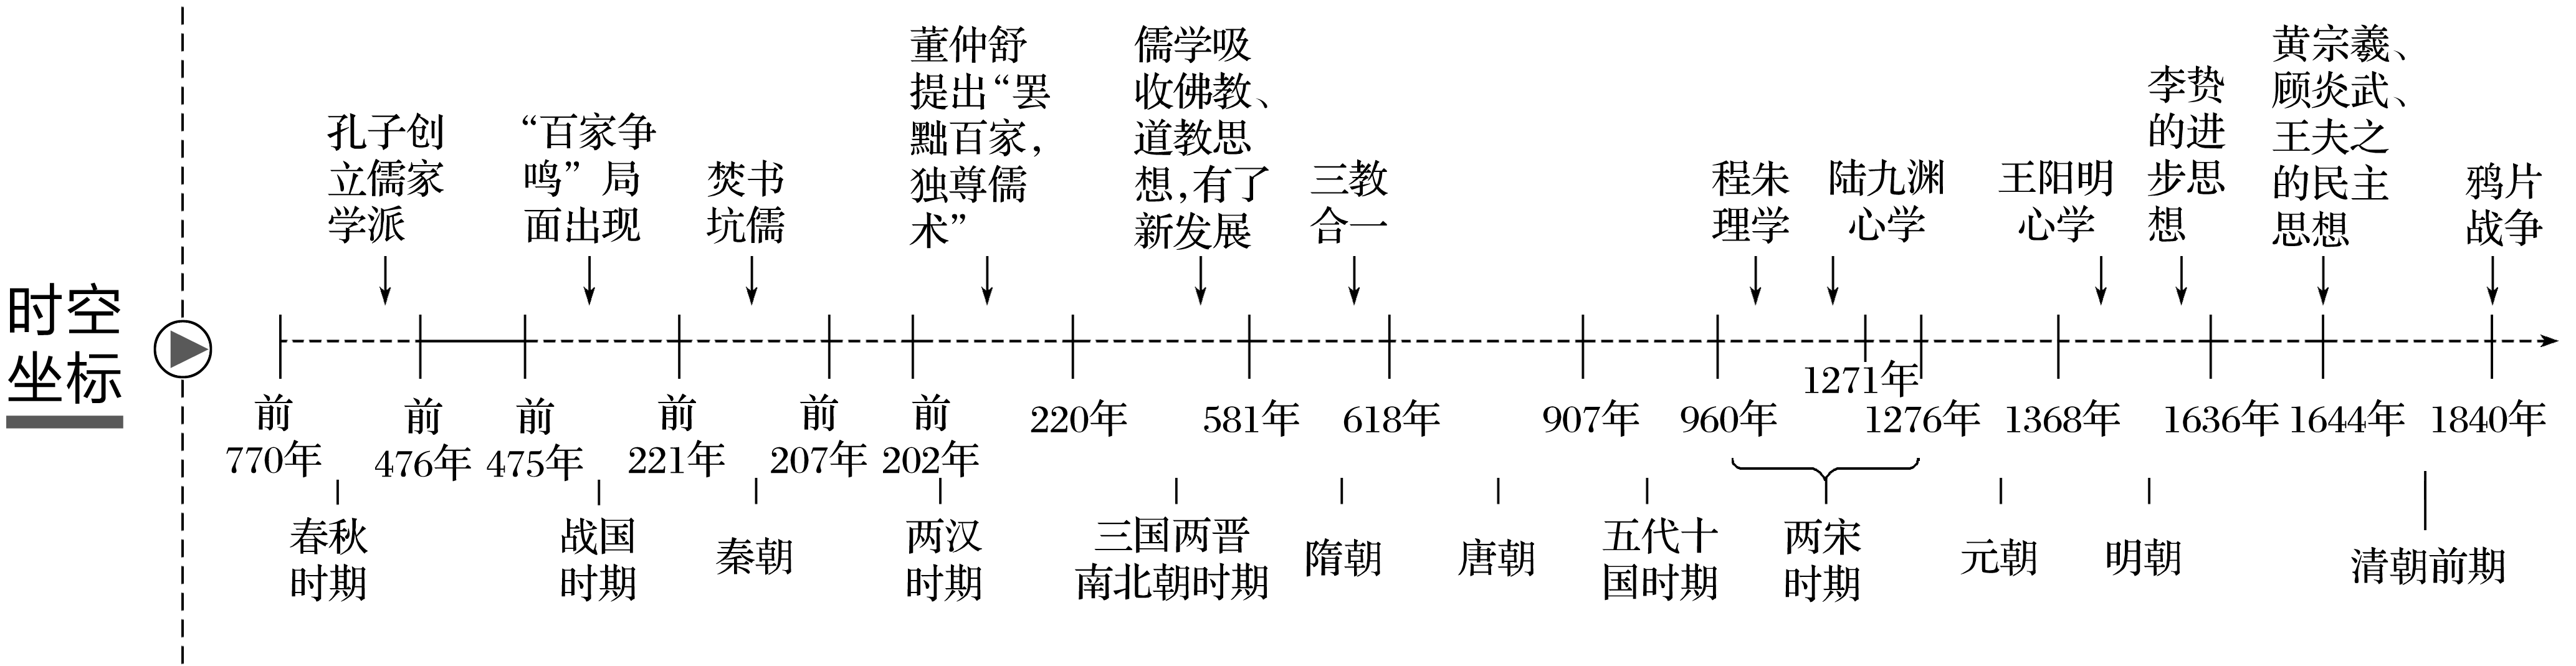 时空
坐标
孔子创
立儒家
学派
“百家争
鸣”局
面出现
焚书
坑儒
董仲舒
提出“罢
黜百家，
独尊儒
术”
儒学吸
收佛教、
道教思
想，有了
新发展
三教
合一
程朱
理学
陆九渊
心学
王阳明
心学
李贽
的进
步思
想
黄宗羲、
顾炎武、
王夫之
的民主
思想
鸦片
战争
前
770年
前
476年
前
475年
前
221年
前
207年
前
202年
220年
581年
618年
907年
960年
1271年
1276年
1368年
1636年
1644年
1840年
春秋
时期
战国
时期
秦朝
两汉
时期
三国两晋
南北朝时期
隋朝
唐朝
五代十
国时期
两宋
时期
元朝
明朝
清朝前期